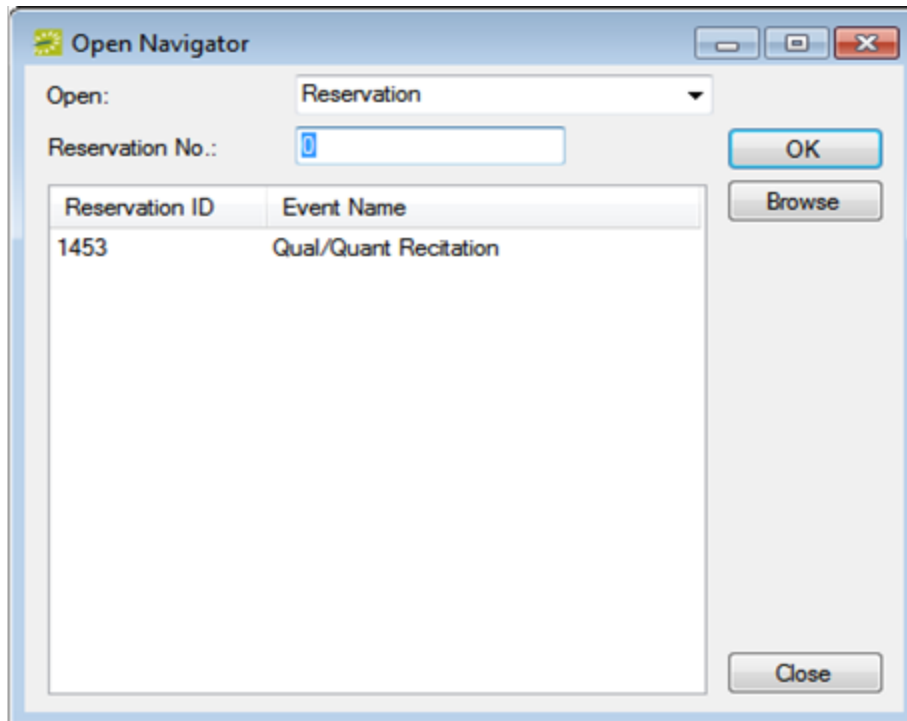 Open Navigator
Open: Reservation
Reservation No.: 0
OK
Browse
Reservation ID Event Name
1453 Qual/Quant Recitation
Close